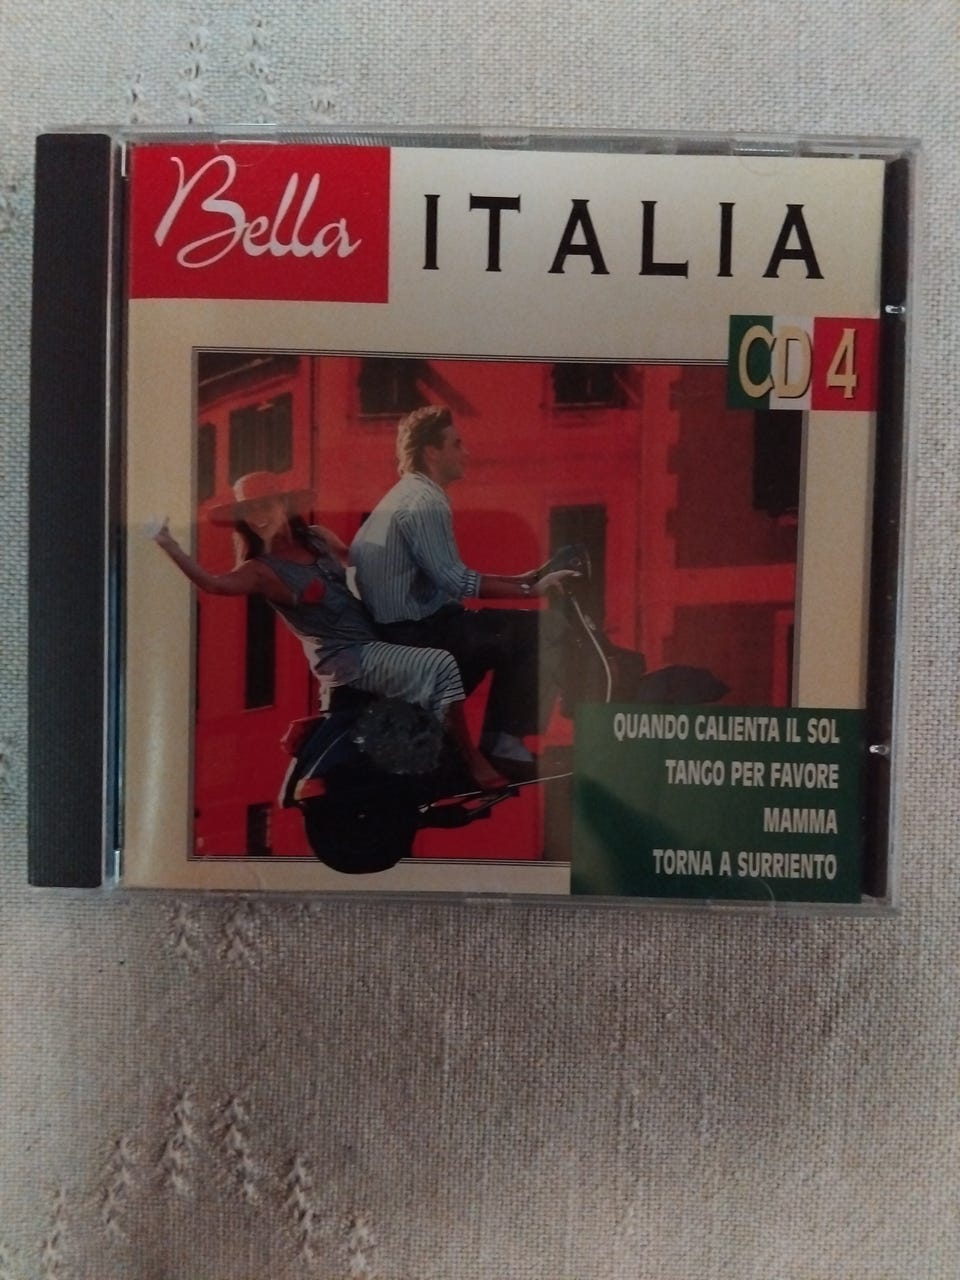 Bella
ITALIA
CD 4
QUANDO CALIENTA IL SOL
TANGO PER FAVORE
MAMMA
TORNA A SURRIENTO